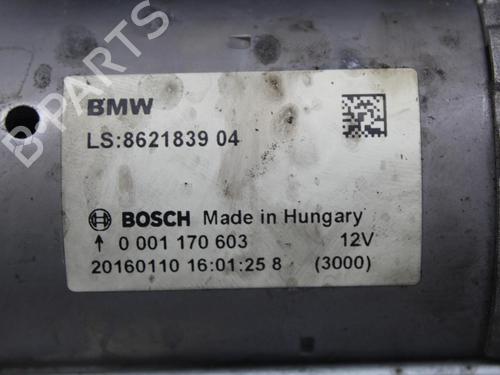 B-PARTS
BMW
LS:8621839 04
BOSCH Made in Hungary
↑ 0 001 170 603 12V
20160110 16:01:25 8 (3000)